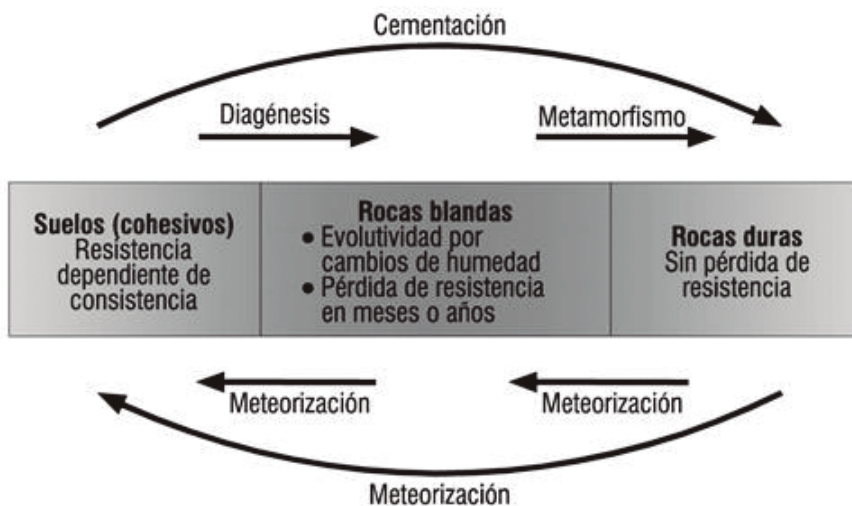 Cementación
Diagénesis
Metamorfismo
Suelos (cohesivos)
Resistencia
dependiente de
consistencia
Rocas blandas
• Evolutividad por
cambios de humedad
• Pérdida de resistencia
en meses o años
Rocas duras
Sin pérdida de
resistencia
Meteorización
Meteorización
Meteorización